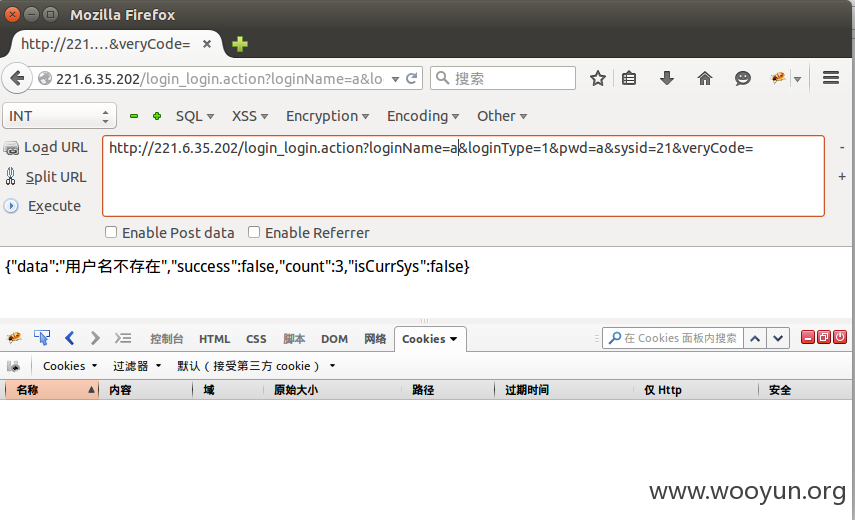 Mozilla Firefox
http://221....&veryCode=
221.6.35.202/login_login.action?loginName=a&lo
搜索
INT
SQL
XSS
Encryption
Encoding
Other
Load URL
http://221.6.35.202/login_login.action?loginName=a&loginType=1&pwd=a&sysid=21&veryCode=
Split URL
Execute
Enable Post data
Enable Referrer
{"data":"用户名不存在","success":false,"count":3,"isCurrSys":false}
控制台
HTML
CSS
脚本
DOM
网络
Cookies
在 Cookies 面板内搜索
Cookies
过滤器
默认（接受第三方 cookie）
名称
内容
域
原始大小
路径
过期时间
仅 Http
安全
www.wooyun.org